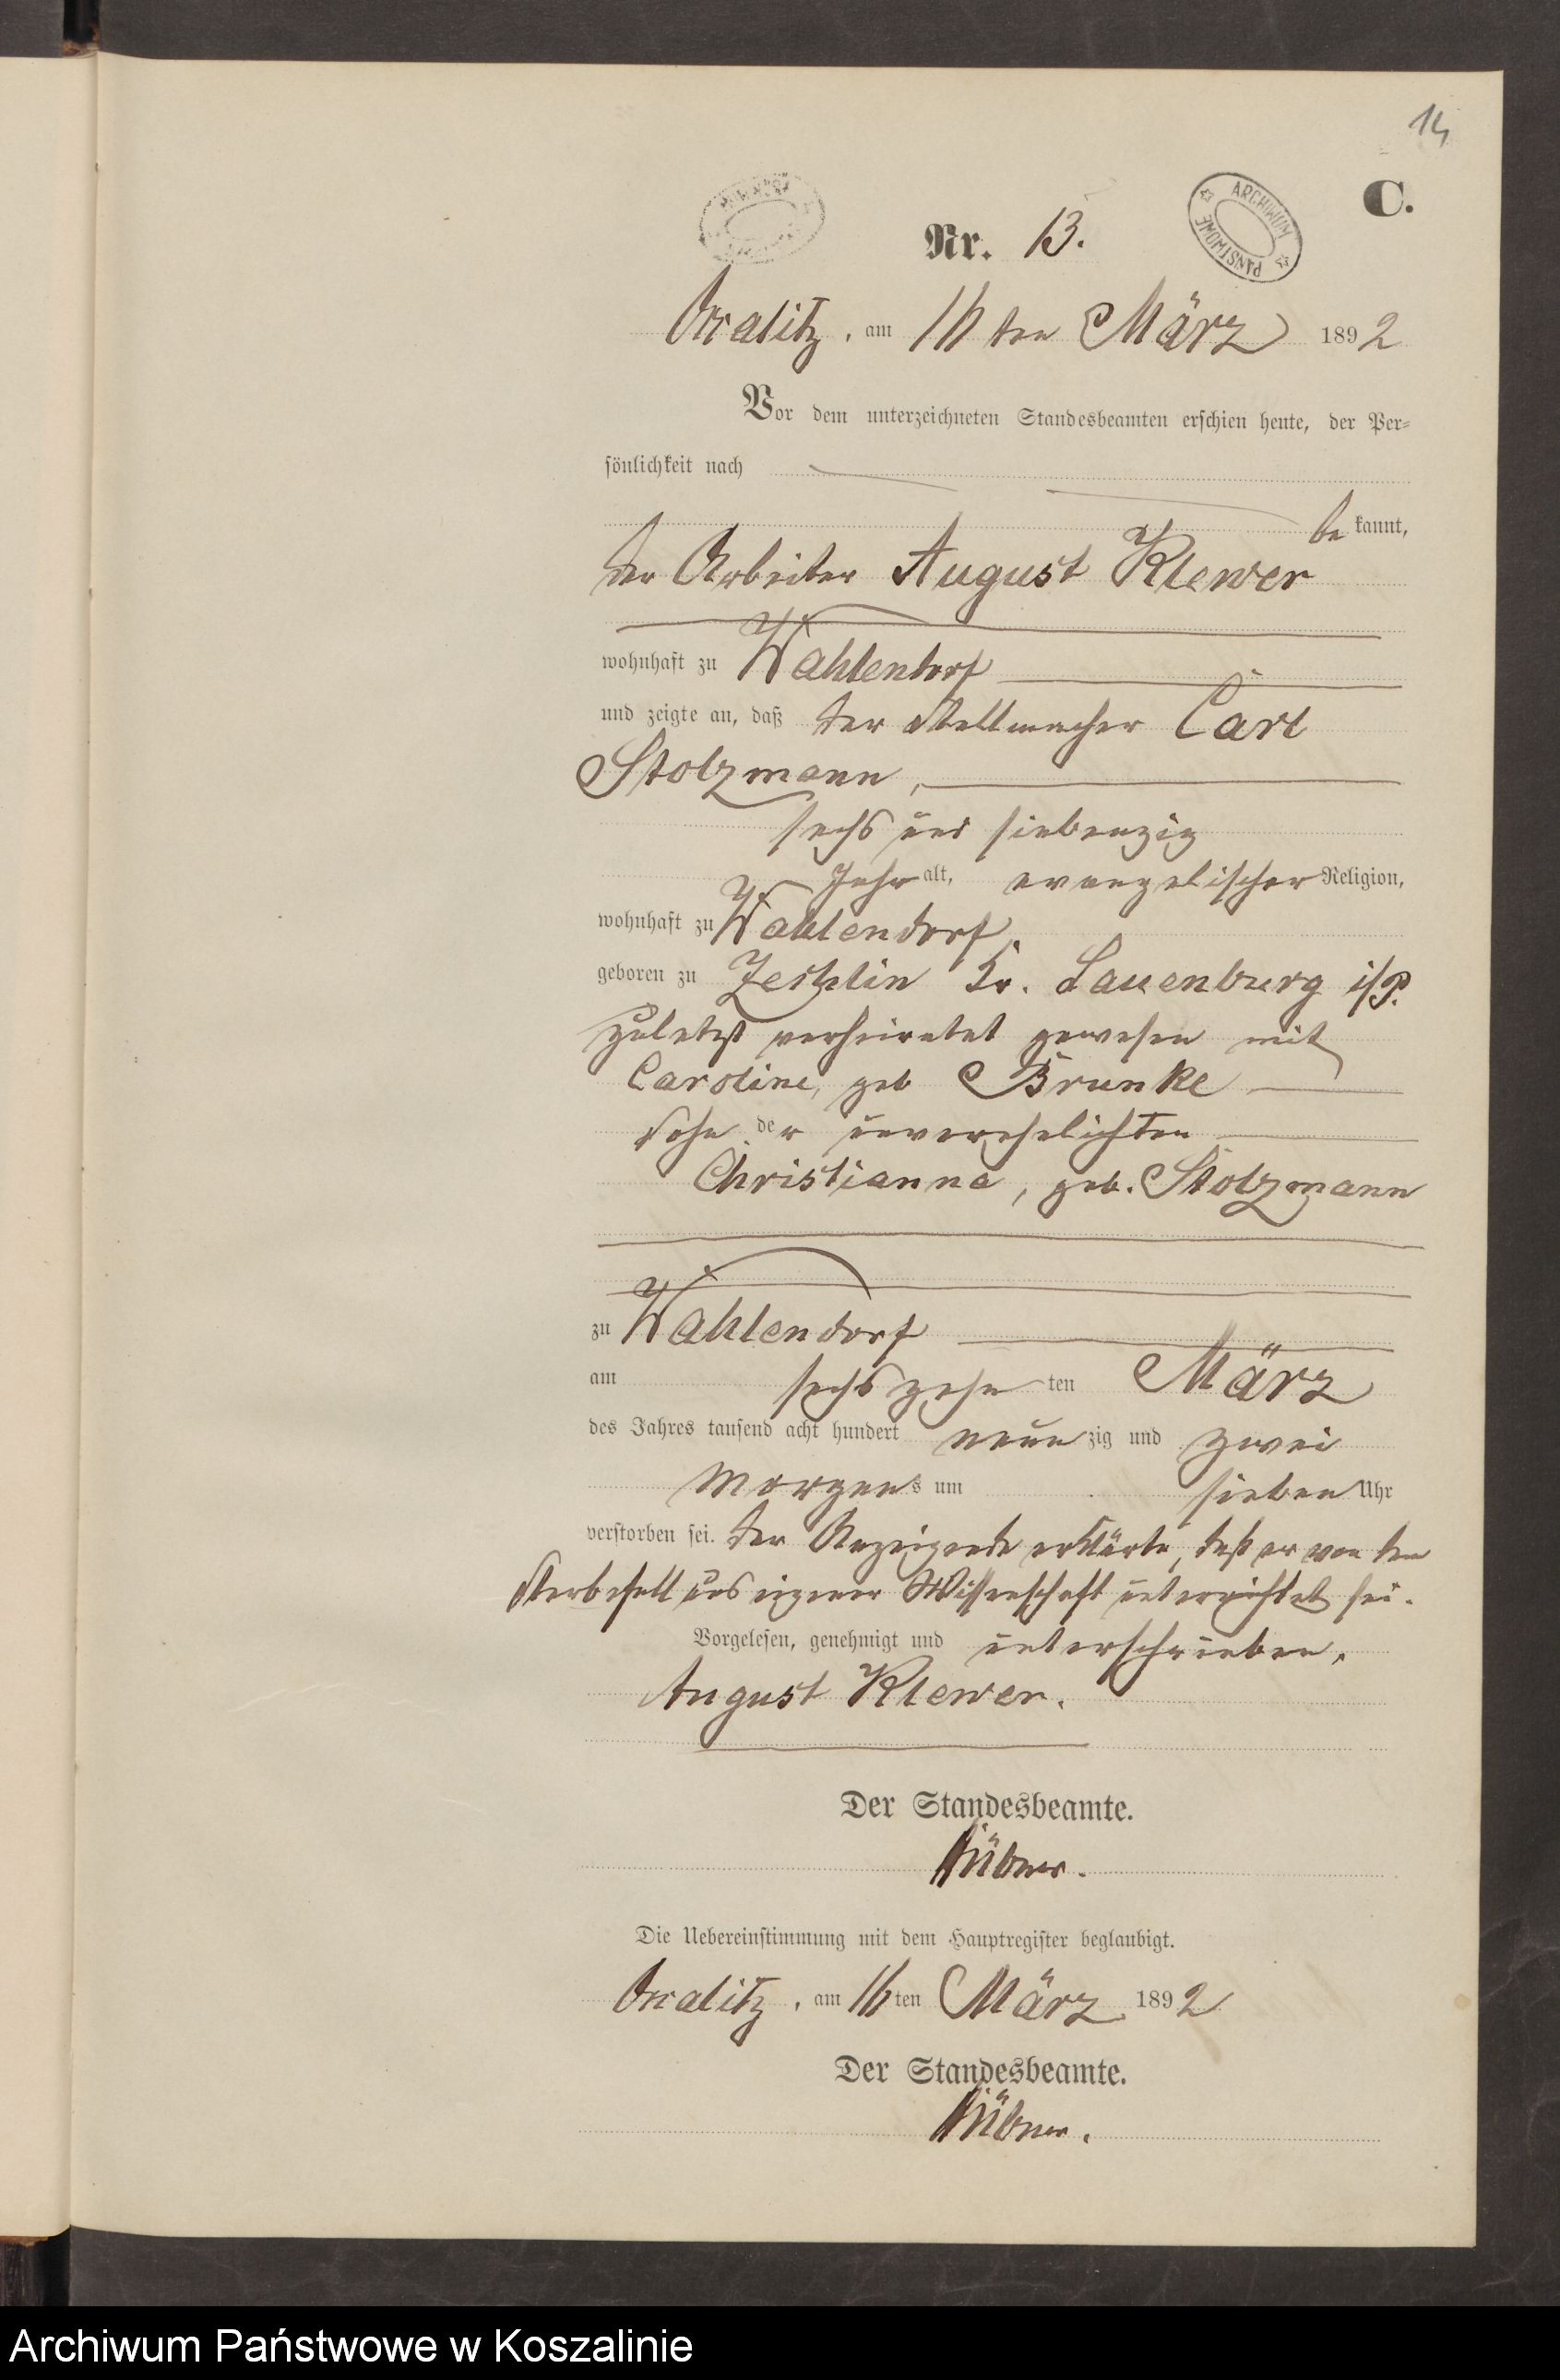 14
C.
ARCHIWUM
PAŃSTWOWE
Nr. 13.
Wralitz, am 16ten März 1892
Vor dem unterzeichneten Standesbeamten erschien heute, der Per-
sönlichkeit nach
bekannt,
der Arbeiter August Klewer
wohnhaft zu Wahlendorf
und zeigte an, daß der Stellmacher Carl
Stolzmann,
sechs und siebenzig
Jahr alt, evangelischer Religion,
wohnhaft zu Wahlendorf,
geboren zu Zechlin Kr. Lauenburg i/P.
zuletzt verheiratet gewesen mit
Caroline, geb Brunke
Sohn der unverehelichten
Christianna, geb. Stolzmann
zu Wahlendorf
am sechszehnten März
des Jahres tausend acht hundert neunzig und zwei
Morgens um sieben Uhr
verstorben sei. Der Anzeigende erklärte, daß er von dem
Sterbefall aus eigener Wissenschaft unterrichtet sei.
Vorgelesen, genehmigt und unterschrieben.
August Klewer.
Der Standesbeamte.
Die Uebereinstimmung mit dem Hauptregister beglaubigt.
am 16ten März 1892
Der Standesbeamte.
Archiwum Państwowe w Koszalinie